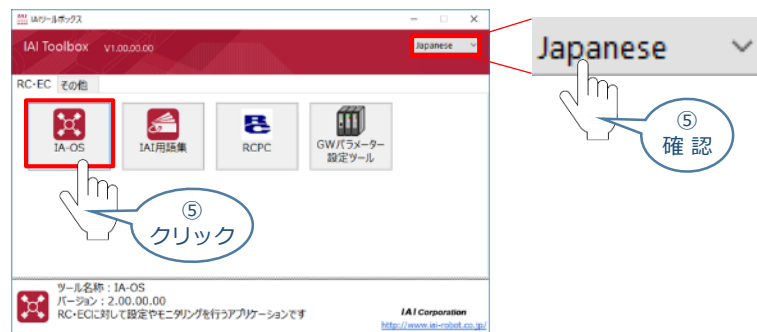 IAIツールボックス
IAI Toolbox V1.00.00.00
Japanese
RC-EC その他
IA-OS
IAI用語集
RCPC
GWパラメーター
設定ツール
⑤
クリック
ツール名称：IA-OS
バージョン：2.00.00.00
RC・ECに対して設定やモニタリングを行うアプリケーションです
IAI Corporation
http://www.iai-robot.co.jp/
Japanese
⑤
確 認